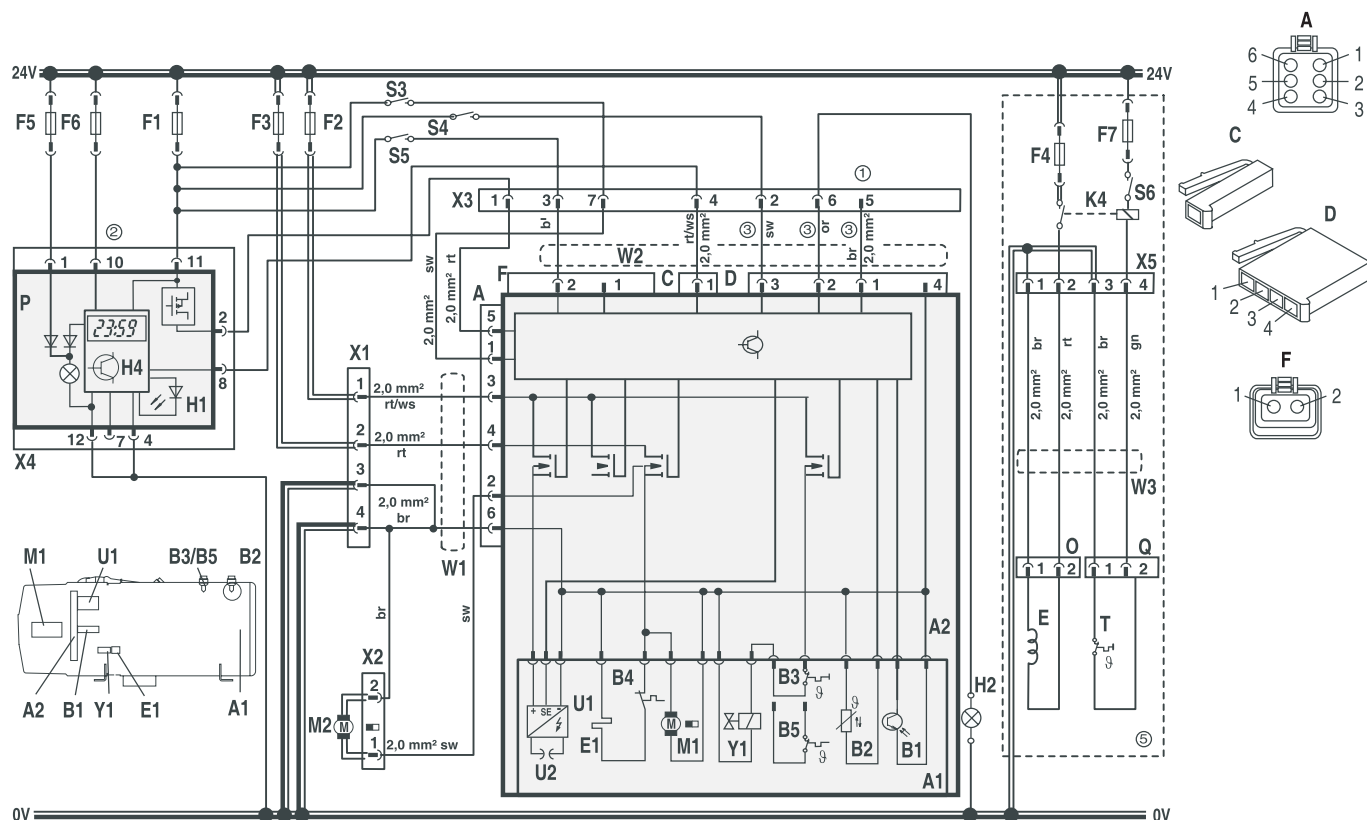 A
6 1
5 2
4 3
24V
24V
F5 F6 F1 F3 F2
S3
S4
S5
C
F4 F7
K4 S6
①
X3 1 3 7 4 2 6 5
D
1 2 3 4
②
bl
rt/ws
2,0 mm²
③ sw
③ or
③ br
2,0 mm²
sw
2,0 mm²
rt
2,0 mm²
W2
X5
1 2 3 4
1 10 11
P
2
23:59
H4
8
H1
12 7 4
X4
F 2 1 C 1 D 3 2 1 4
A
5
1
3
4
2
6
X1
1 2,0 mm² rt/ws
2 2,0 mm² rt
3
4 2,0 mm² br
W1
br
2,0 mm²
rt
2,0 mm²
br
2,0 mm²
gn
2,0 mm²
F
1 2
W3
M1 U1 B3/B5 B2
A2 B1 Y1 E1 A1
br
sw
X2
2
1 2,0 mm² sw
M2 M
A2
+ SE -
U1
U2
E1
B4
M
M1
Y1
B3
ϑ
B5
ϑ
ϑ
B2
B1
A1
H2
O
1 2
Q
1 2
E
T
ϑ
⑤
0V
0V